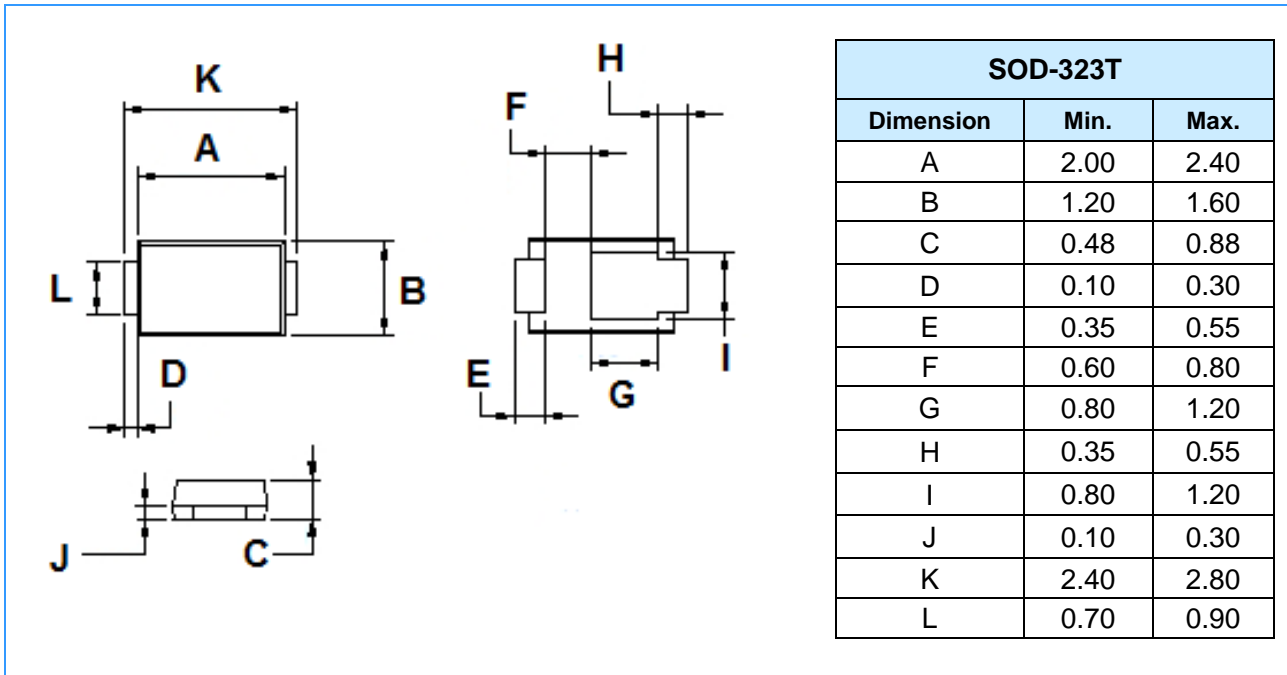 K
A
L
B
D
J
C
H
F
E
G
I
SOD-323T
Dimension Min. Max.
A 2.00 2.40
B 1.20 1.60
C 0.48 0.88
D 0.10 0.30
E 0.35 0.55
F 0.60 0.80
G 0.80 1.20
H 0.35 0.55
I 0.80 1.20
J 0.10 0.30
K 2.40 2.80
L 0.70 0.90